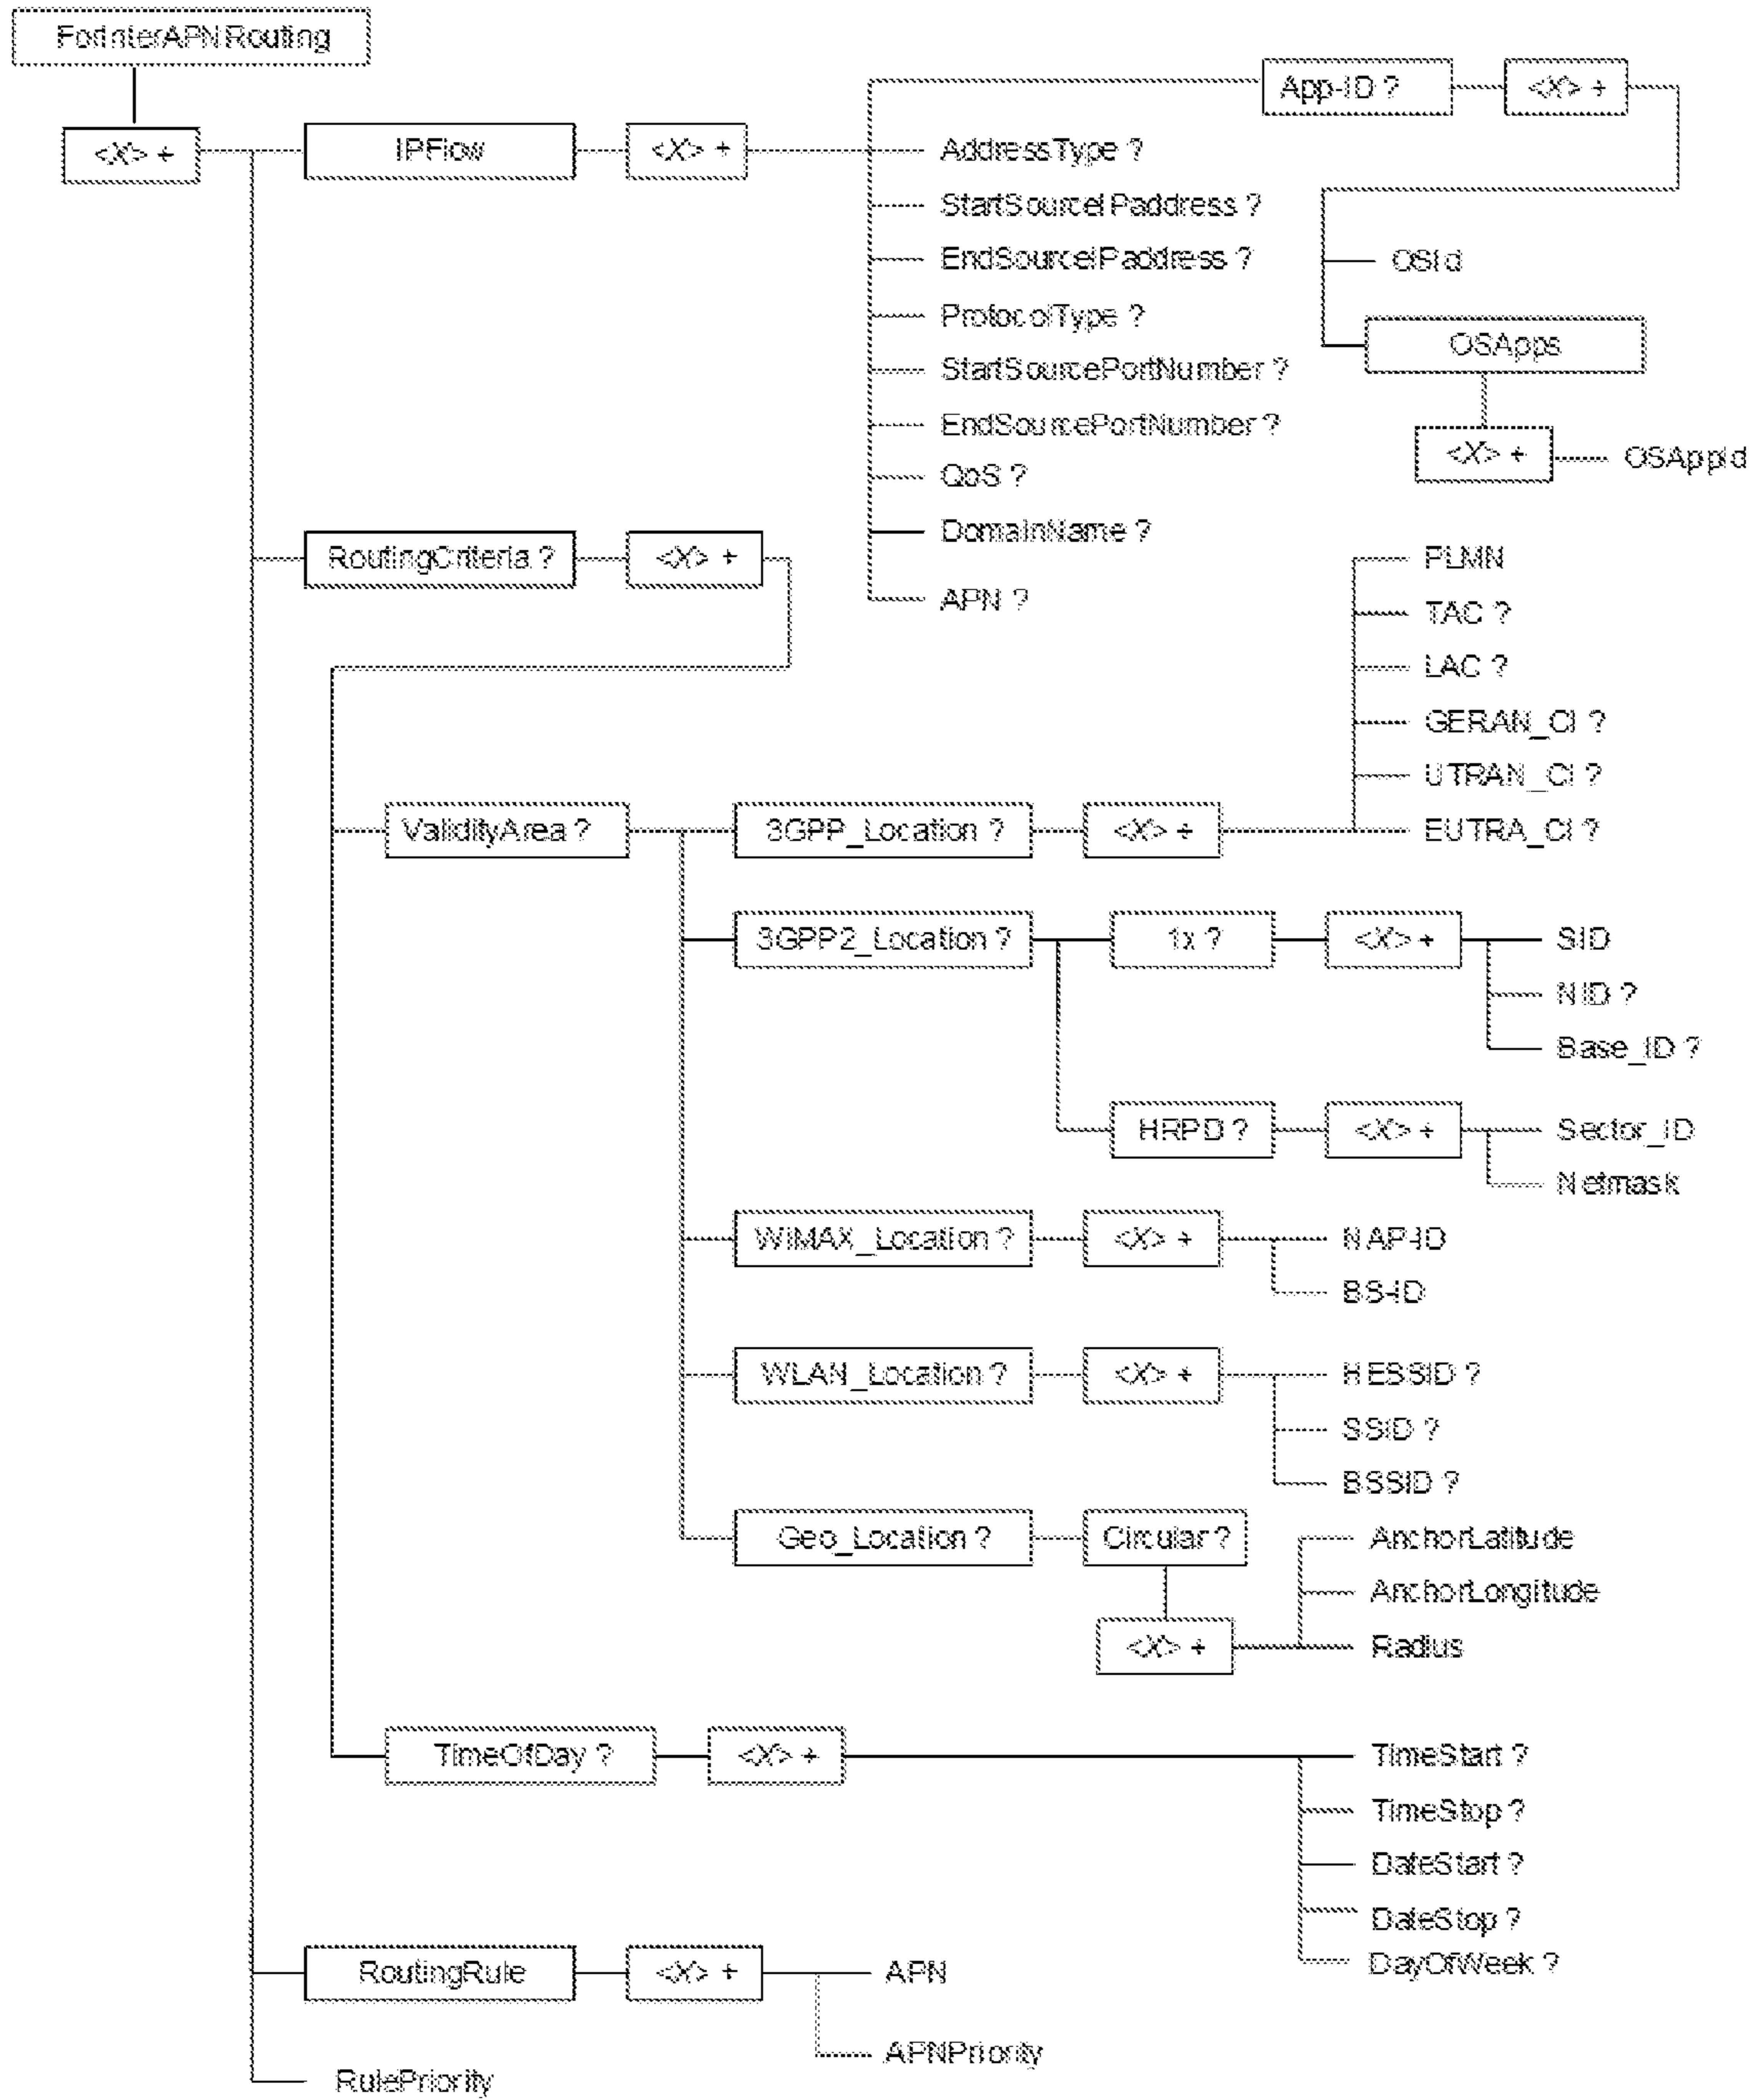 ForInterAPNRouting
<X> +
IPFlow
<X> +
App-ID ?
<X> +
AddressType ?
StartSourceIPaddress ?
EndSourceIPaddress ?
ProtocolType ?
StartSourcePortNumber ?
EndSourcePortNumber ?
QoS ?
DomainName ?
APN ?
OSId
OSApps
<X> +
OSAppId
RoutingCriteria ?
<X> +
ValidityArea ?
3GPP_Location ?
<X> +
PLMN
TAC ?
LAC ?
GERAN_CI ?
UTRAN_CI ?
EUTRA_CI ?
3GPP2_Location ?
1x ?
<X> +
SID
NID ?
Base_ID ?
HRPD ?
<X> +
Sector_ID
Netmask
WiMAX_Location ?
<X> +
NAP-ID
BS-ID
WLAN_Location ?
<X> +
HESSID ?
SSID ?
BSSID ?
Geo_Location ?
Circular ?
<X> +
AnchorLatitude
AnchorLongitude
Radius
TimeOfDay ?
<X> +
TimeStart ?
TimeStop ?
DateStart ?
DateStop ?
DayOfWeek ?
RoutingRule
<X> +
APN
APNPriority
RulePriority